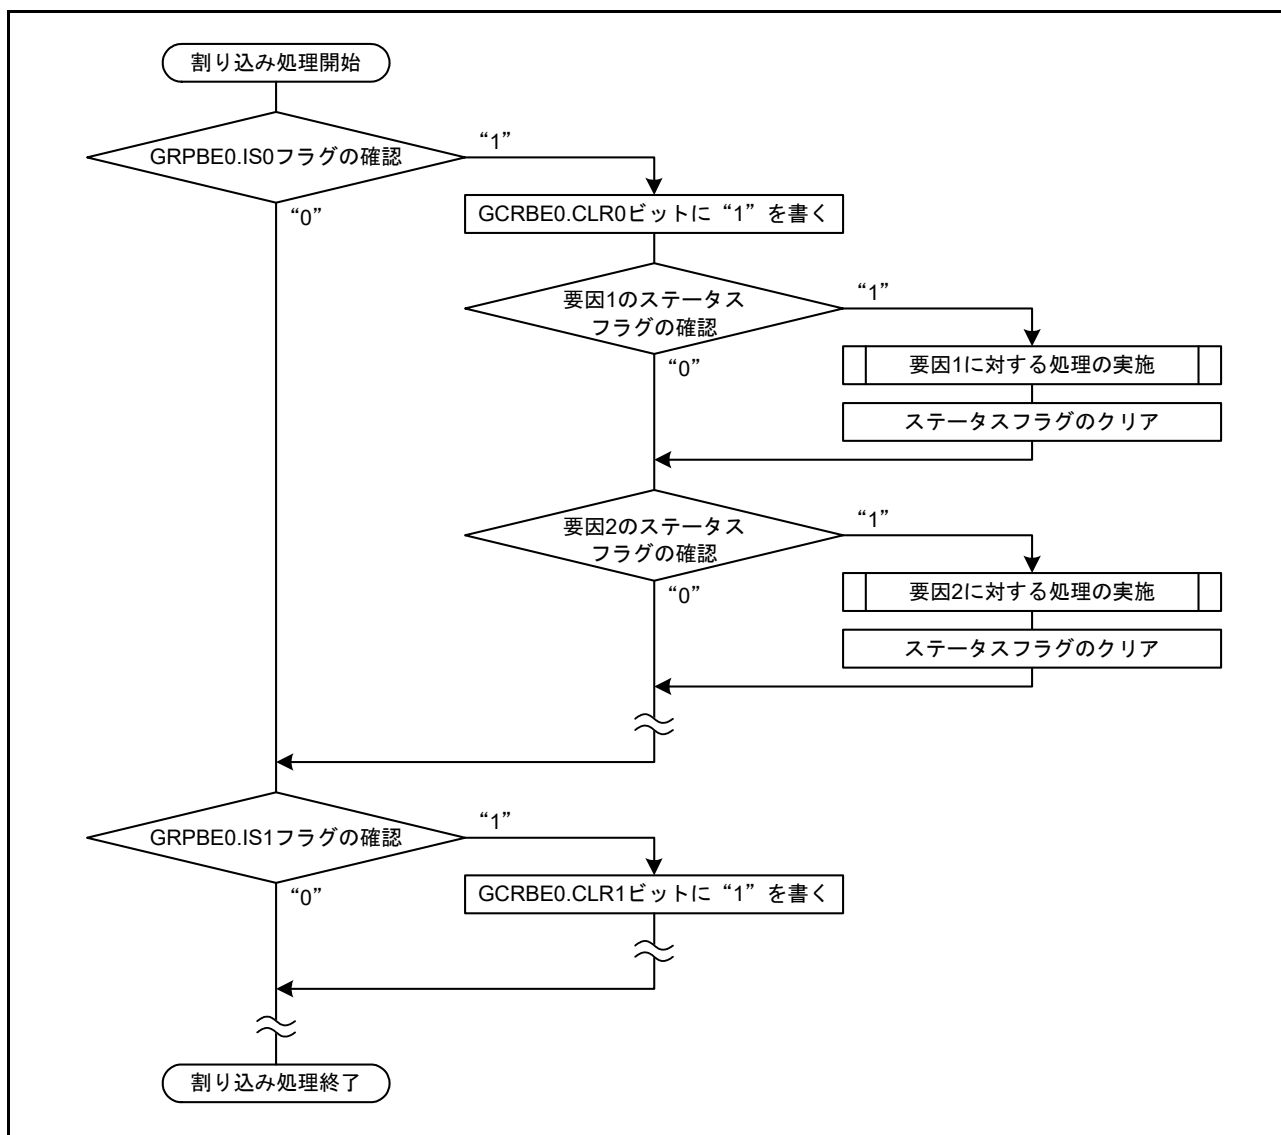 割り込み処理開始
GRPBE0.IS0フラグの確認
“1”
“0”
GCRBE0.CLR0ビットに“1”を書く
要因1のステータス
フラグの確認
“1”
“0”
要因1に対する処理の実施
ステータスフラグのクリア
要因2のステータス
フラグの確認
“1”
“0”
要因2に対する処理の実施
ステータスフラグのクリア
GRPBE0.IS1フラグの確認
“1”
“0”
GCRBE0.CLR1ビットに“1”を書く
割り込み処理終了